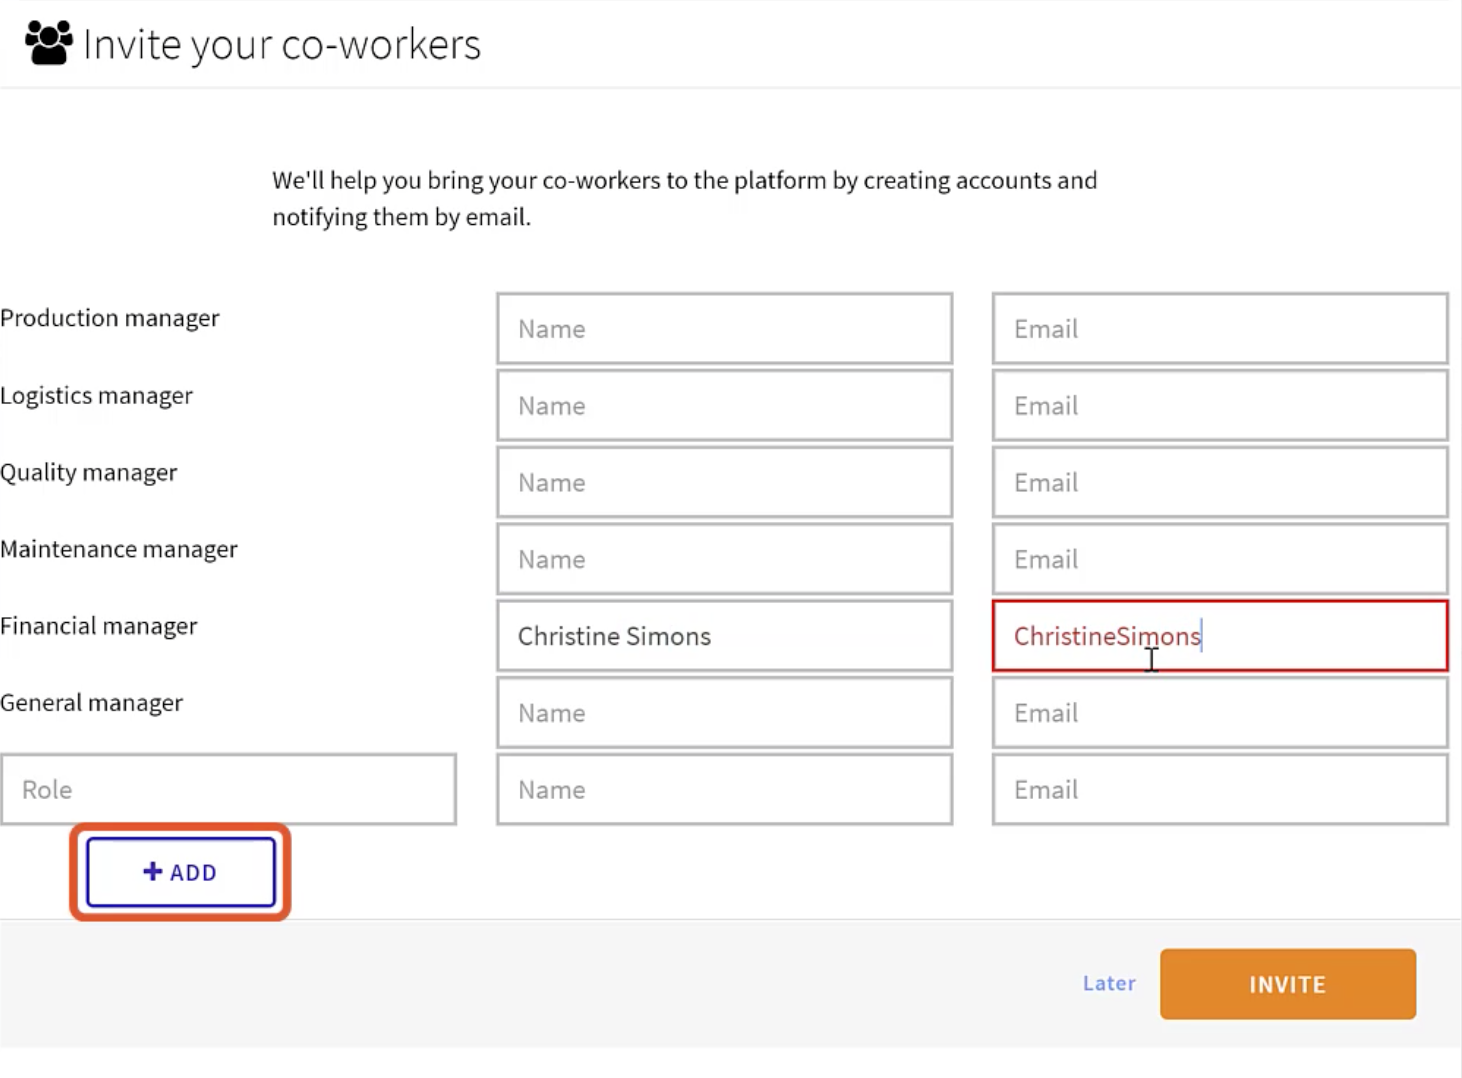 Invite your co-workers
We'll help you bring your co-workers to the platform by creating accounts and
notifying them by email.
Production manager Name Email
Logistics manager Name Email
Quality manager Name Email
Maintenance manager Name Email
Financial manager Christine Simons ChristineSimons
General manager Name Email
Role Name Email
+ ADD
Later INVITE